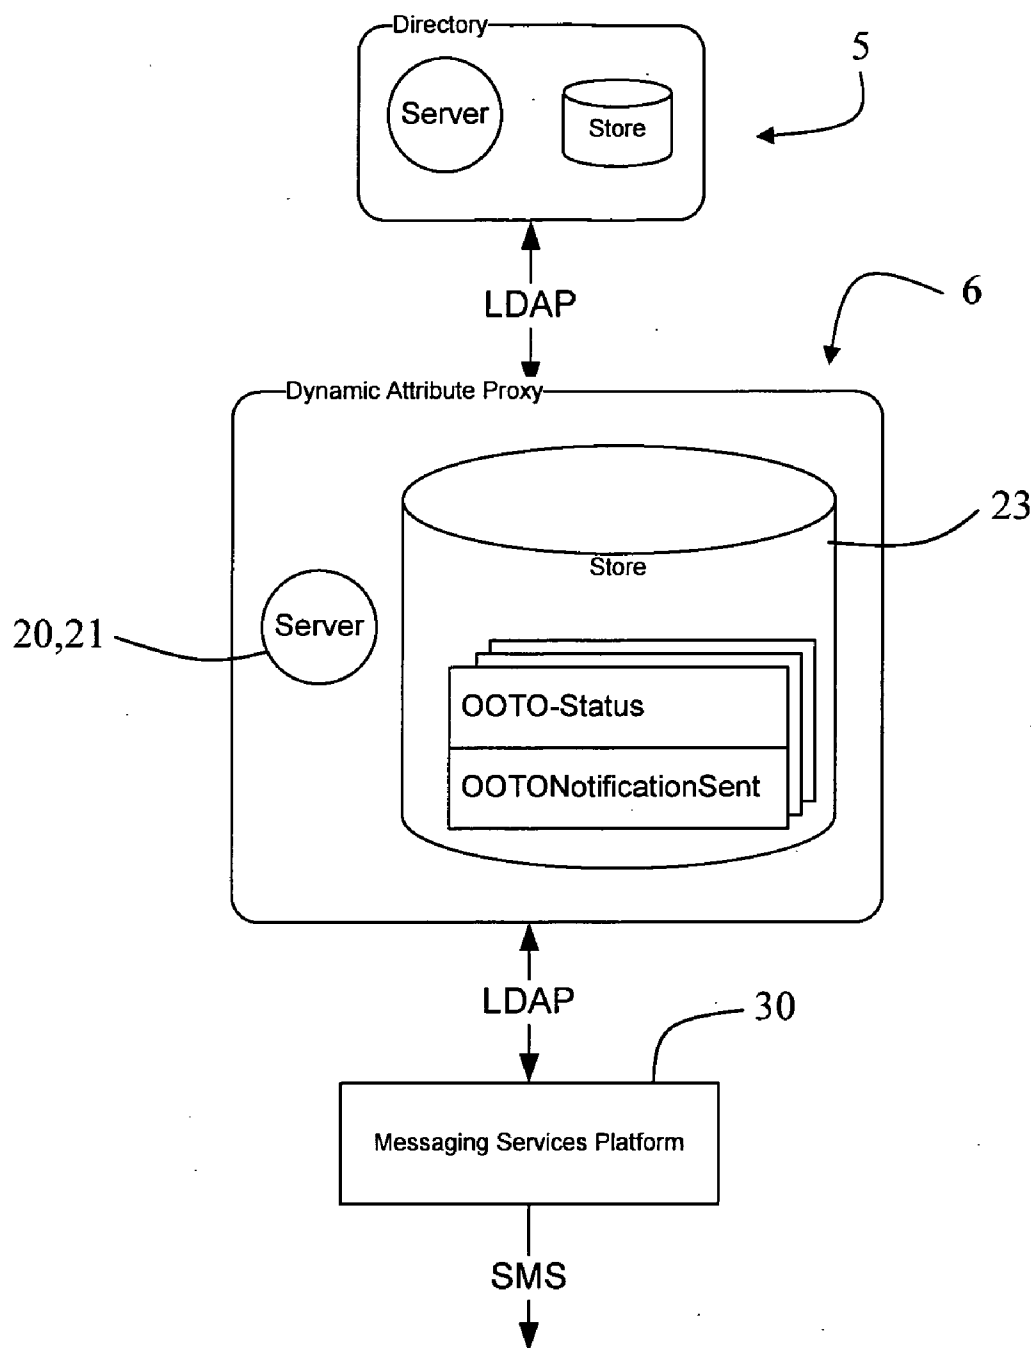 Directory
5
Server
Store
LDAP
6
Dynamic Attribute Proxy
23
Store
20,21
Server
OOTO-Status
OOTONotificationSent
LDAP
30
Messaging Services Platform
SMS